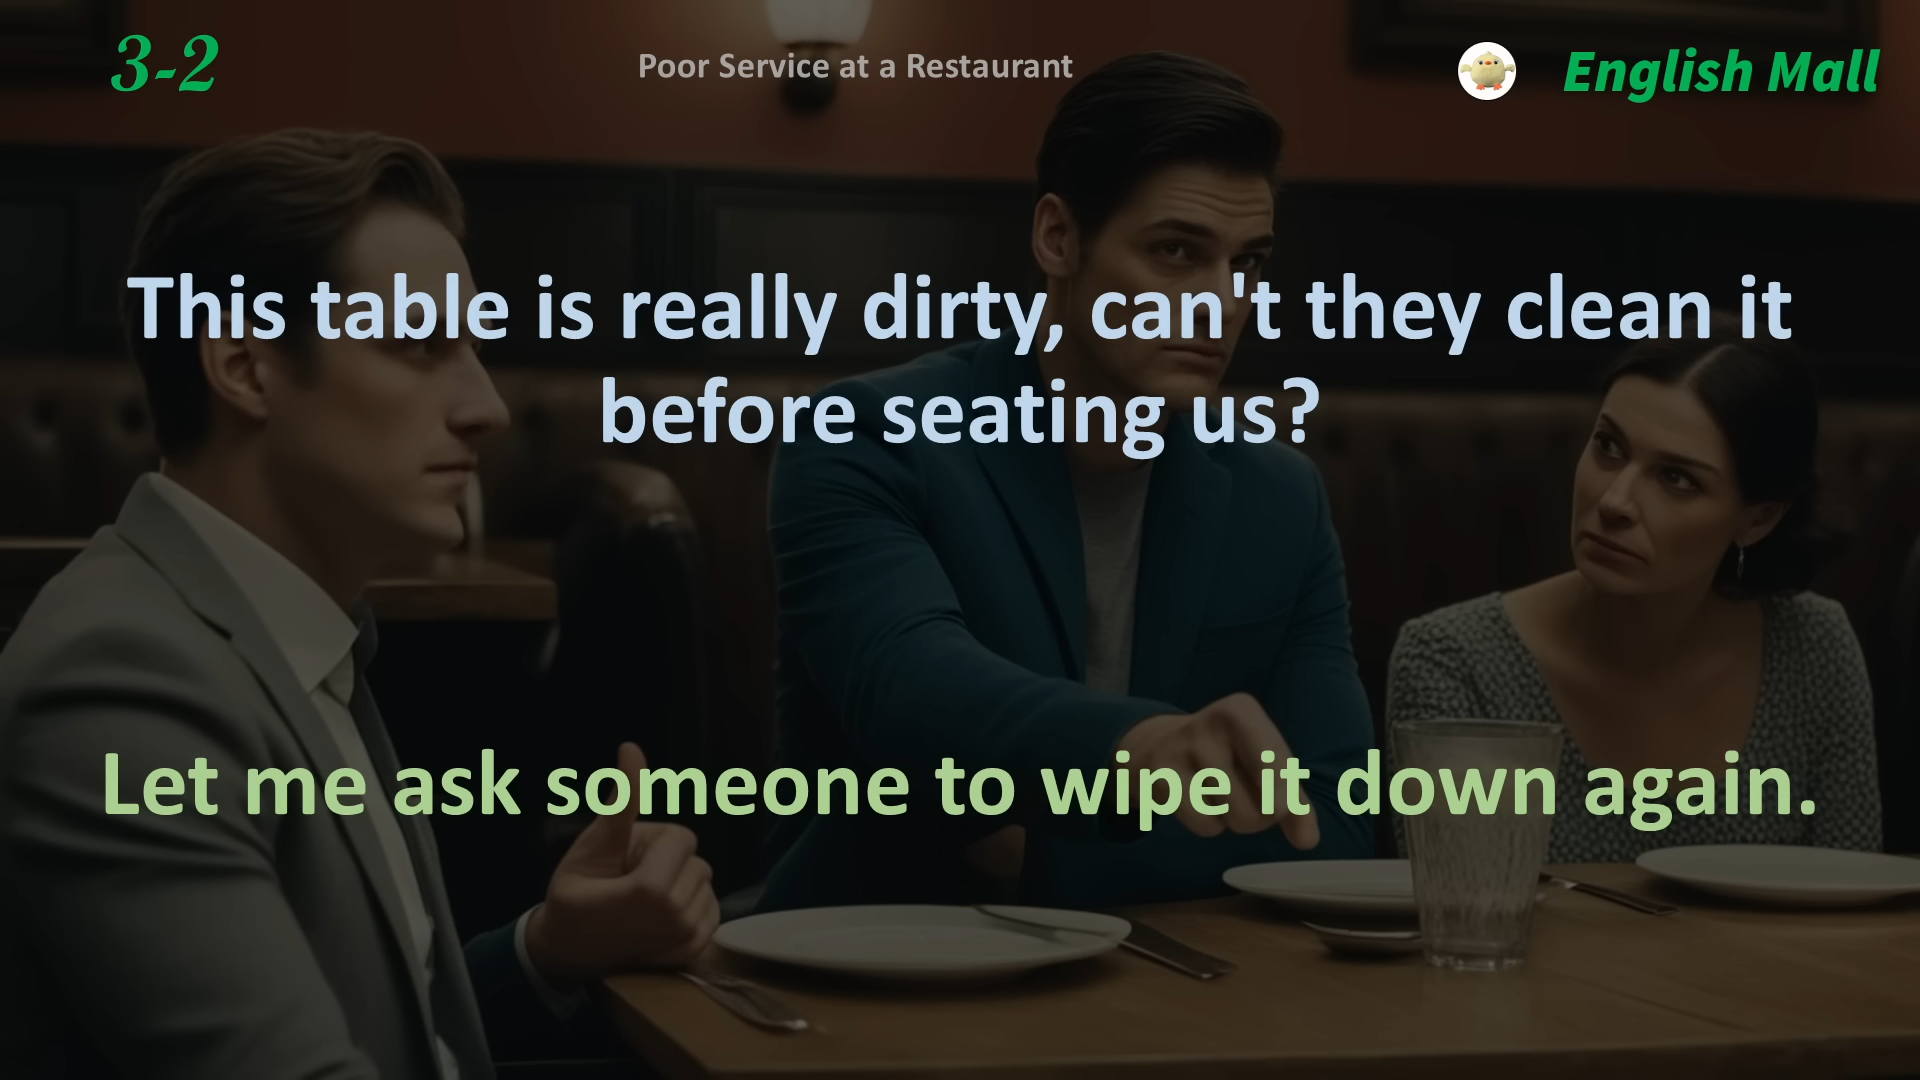 3-2
Poor Service at a Restaurant
English Mall
This table is really dirty, can't they clean it
before seating us?
Let me ask someone to wipe it down again.